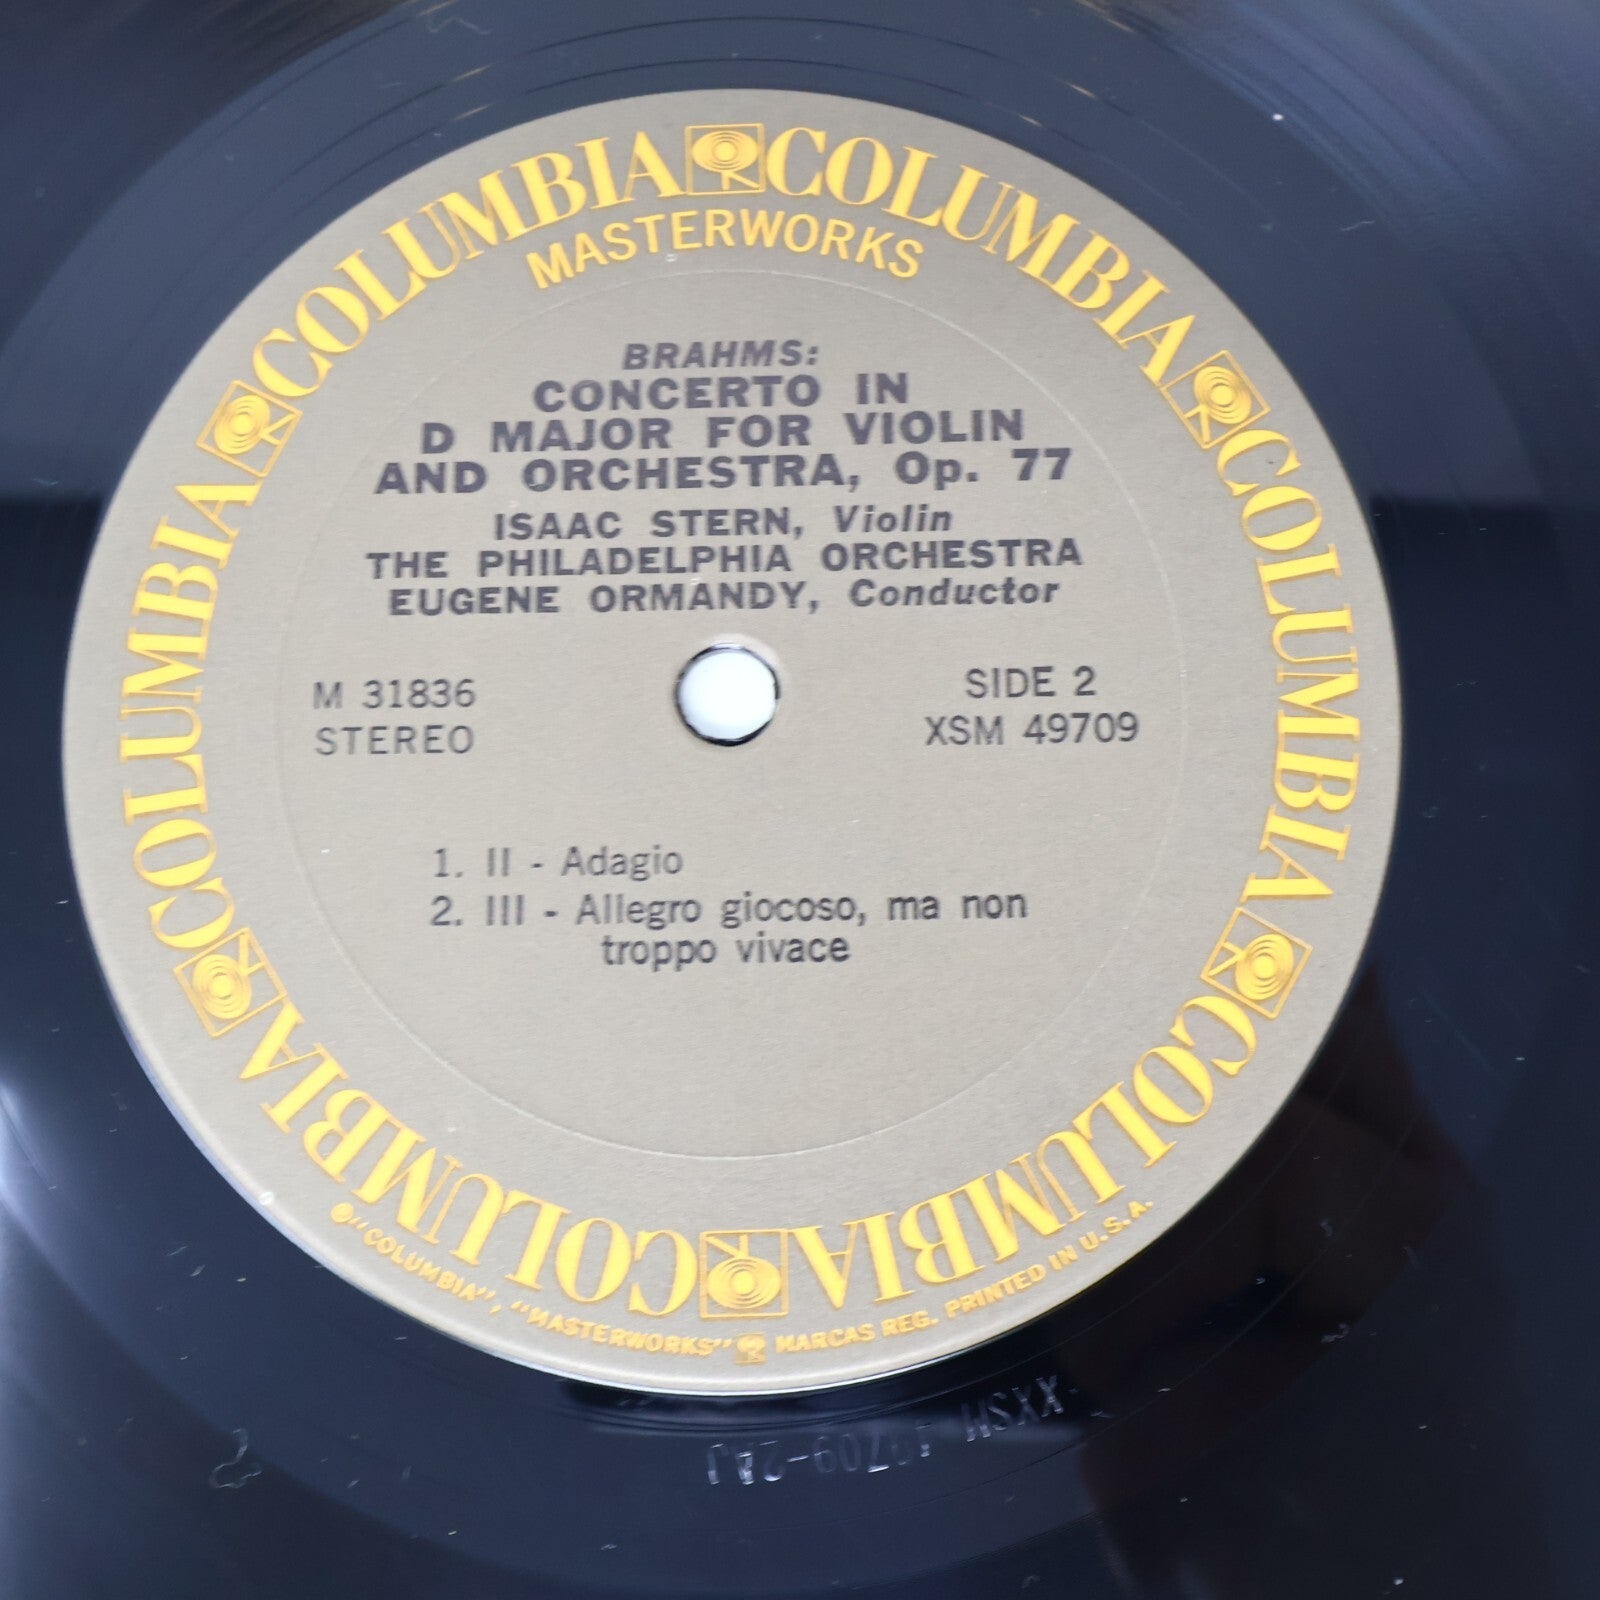 COLUMBIA COLUMBIA COLUMBIA COLUMBIA COLUMBIA COLUMBIA
MASTERWORKS
BRAHMS:
CONCERTO IN
D MAJOR FOR VIOLIN
AND ORCHESTRA, Op. 77
ISAAC STERN, Violin
THE PHILADELPHIA ORCHESTRA
EUGENE ORMANDY, Conductor
M 31836
STEREO
SIDE 2
XSM 49709
1. II - Adagio
2. III - Allegro giocoso, ma non
troppo vivace
"COLUMBIA", "MASTERWORKS" MARCAS REG. PRINTED IN U.S.A.